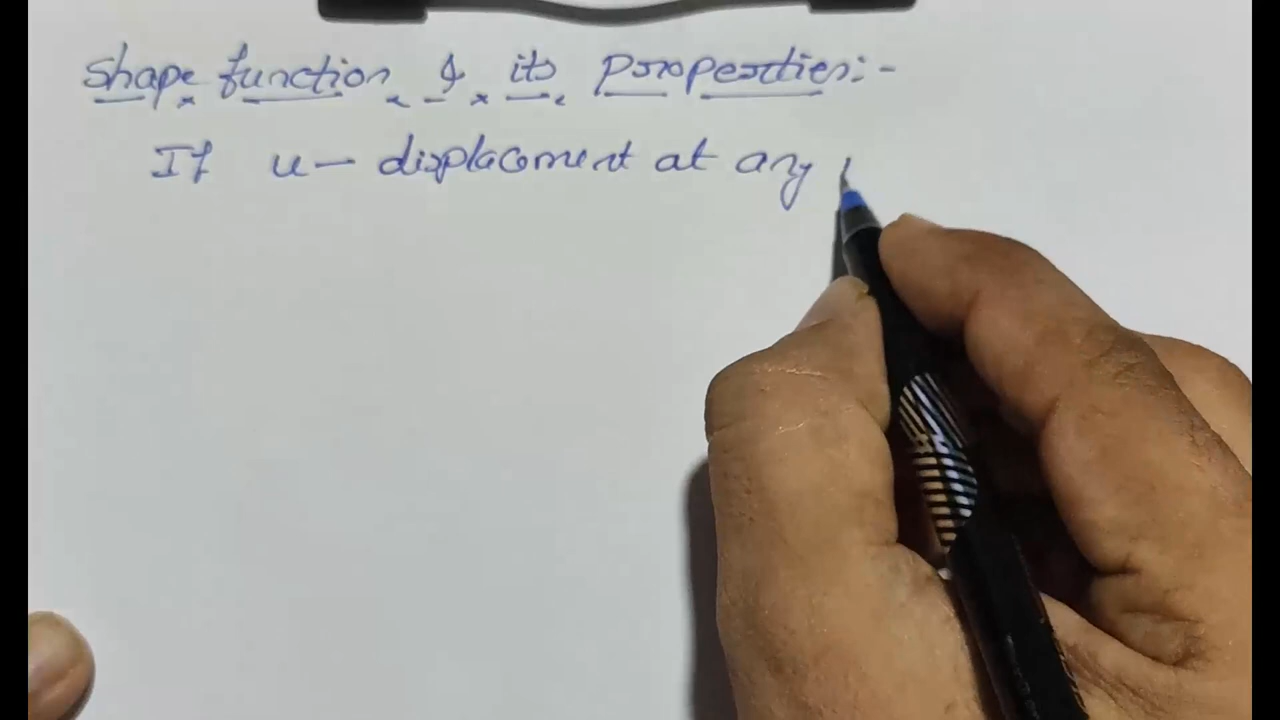 Shape function & its properties:-
If u - displacement at any